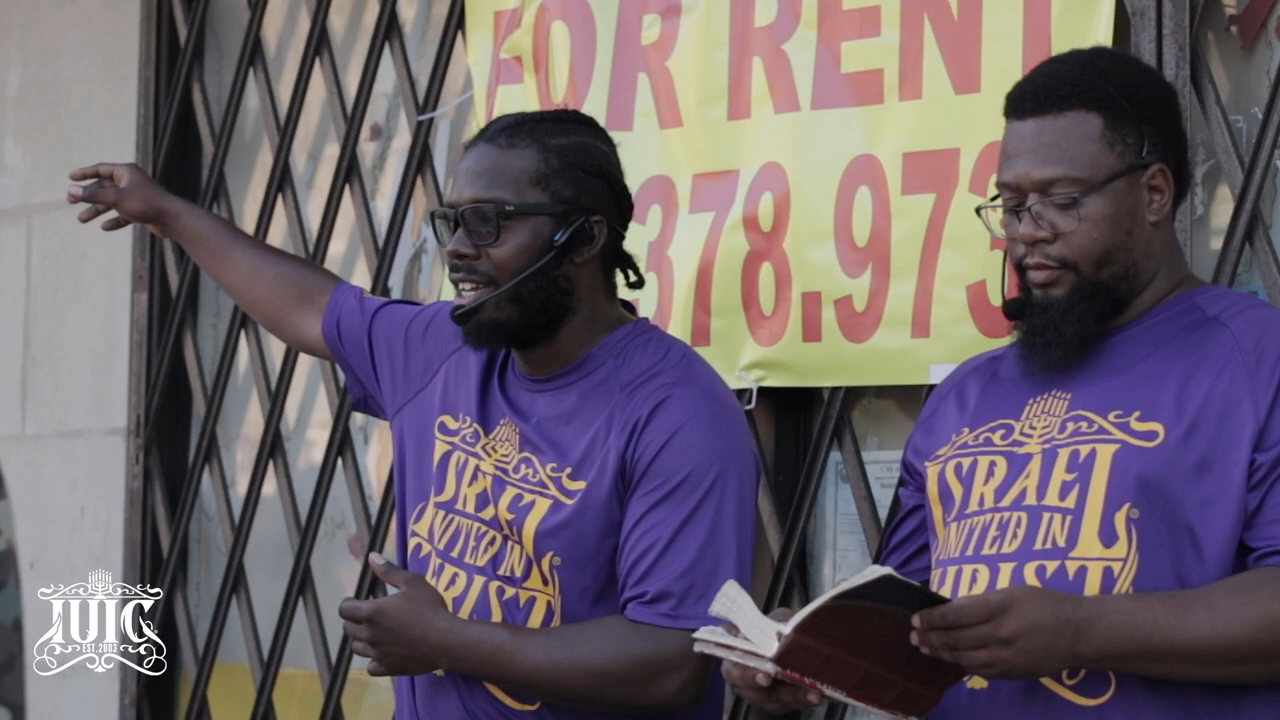 FOR RENT
378.973
ISRAEL
UNITED IN
CHRIST
ISRAEL
UNITED IN
CHRIST
IUIC
EST. 2003